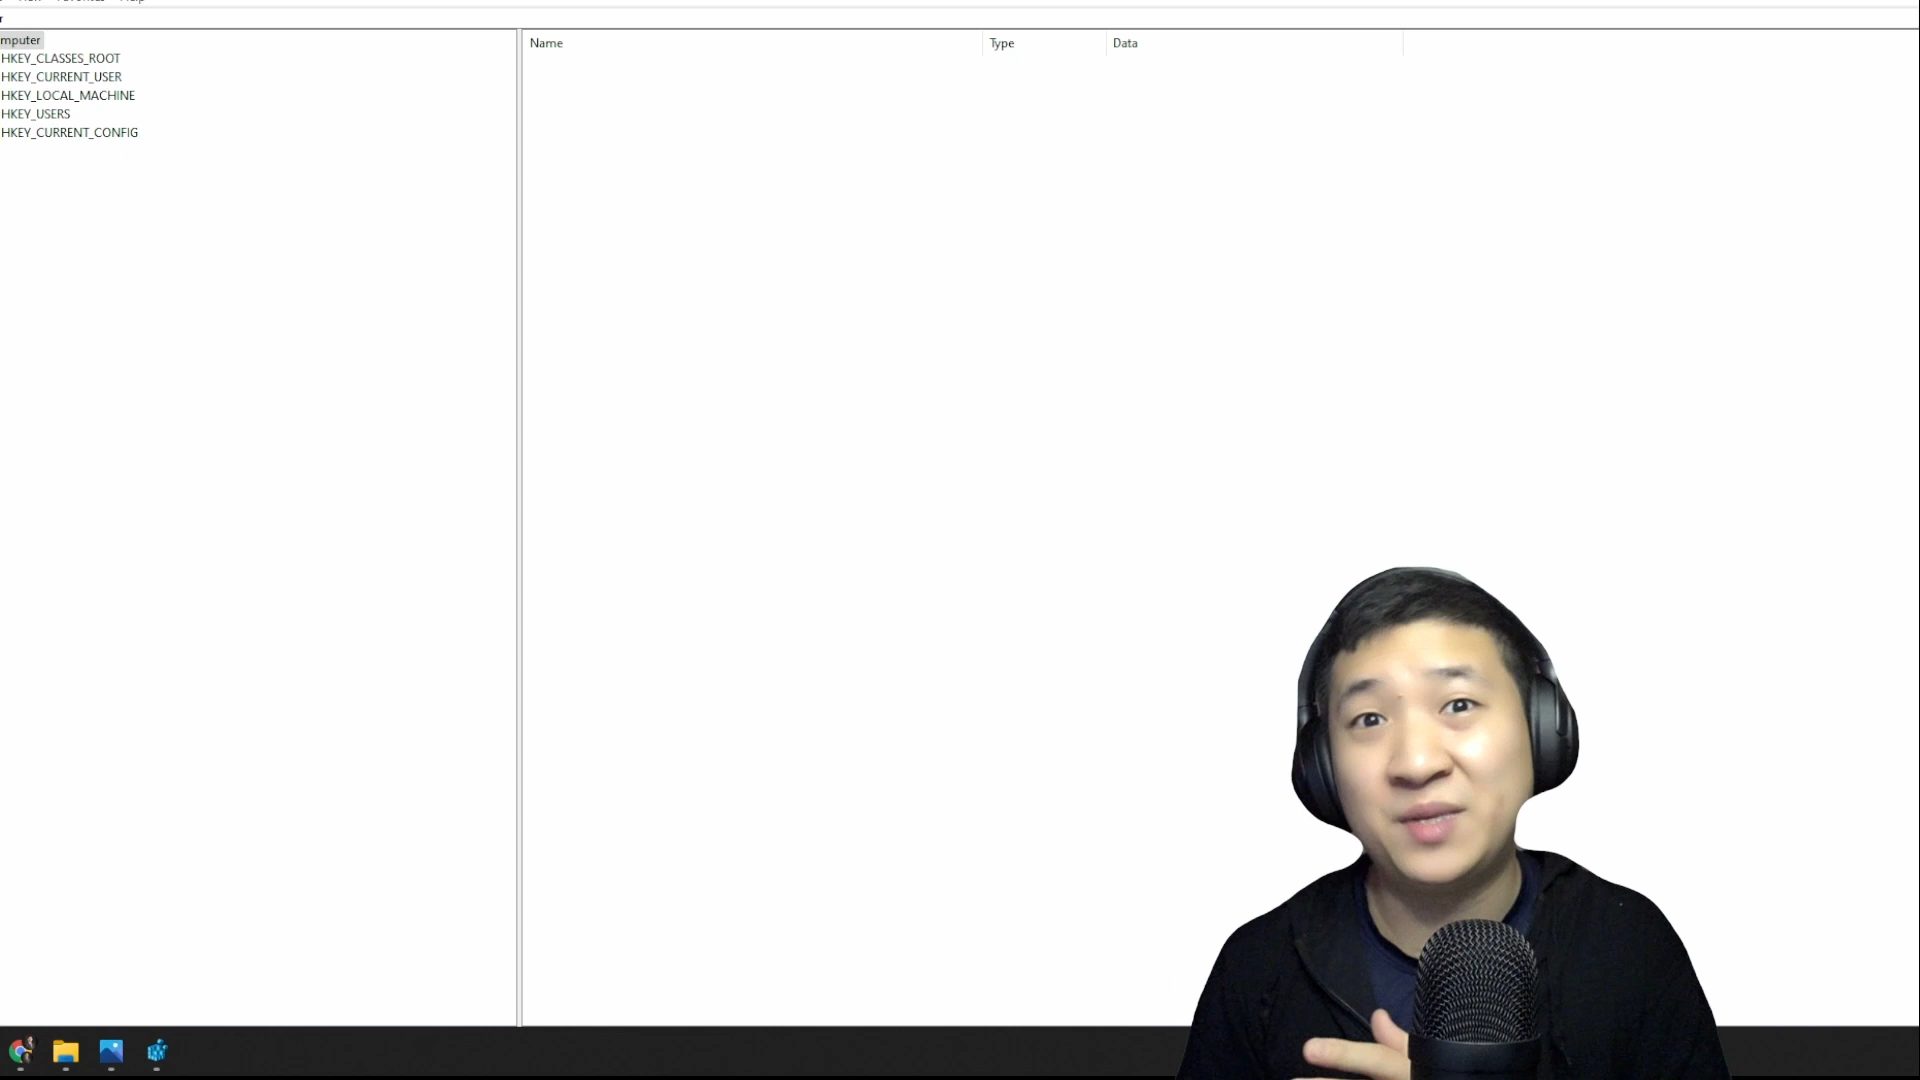 r
mputer
HKEY_CLASSES_ROOT
HKEY_CURRENT_USER
HKEY_LOCAL_MACHINE
HKEY_USERS
HKEY_CURRENT_CONFIG
Name Type Data